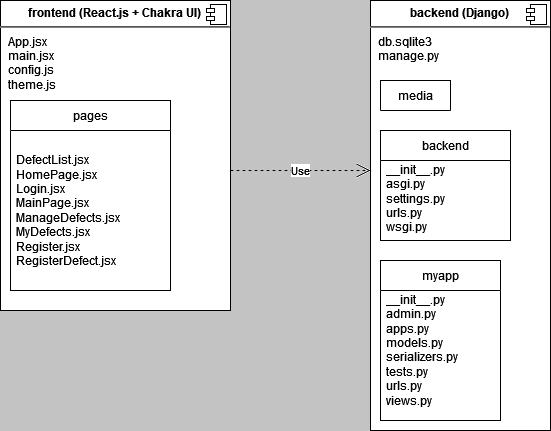 frontend (React.js + Chakra UI)
App.jsx
main.jsx
config.js
theme.js
pages
DefectList.jsx
HomePage.jsx
Login.jsx
MainPage.jsx
ManageDefects.jsx
MyDefects.jsx
Register.jsx
RegisterDefect.jsx
Use
backend (Django)
db.sqlite3
manage.py
media
backend
__init__.py
asgi.py
settings.py
urls.py
wsgi.py
myapp
__init__.py
admin.py
apps.py
models.py
serializers.py
tests.py
urls.py
views.py